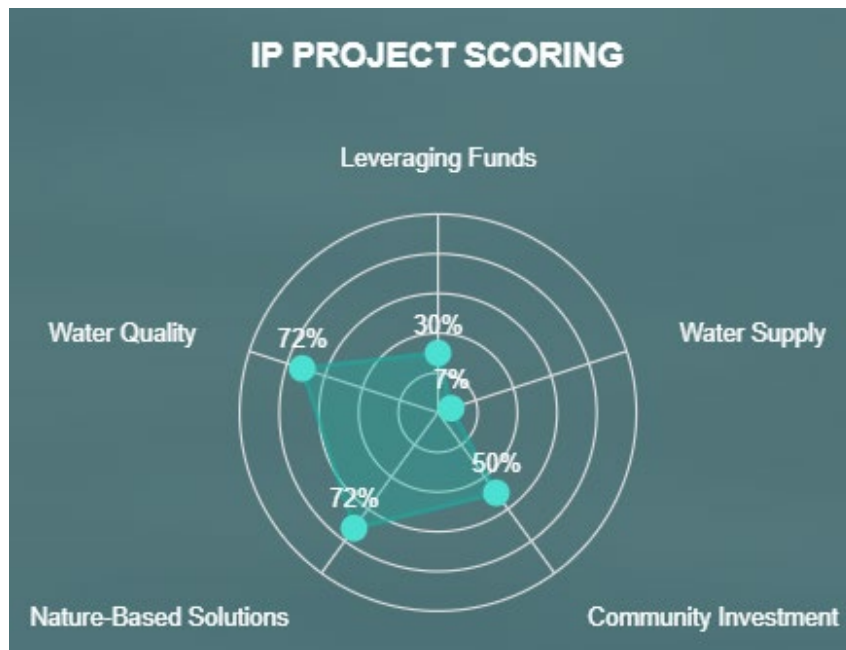 IP PROJECT SCORING
Leveraging Funds
Water Quality
72%
30%
Water Supply
7%
50%
72%
Nature-Based Solutions
Community Investment